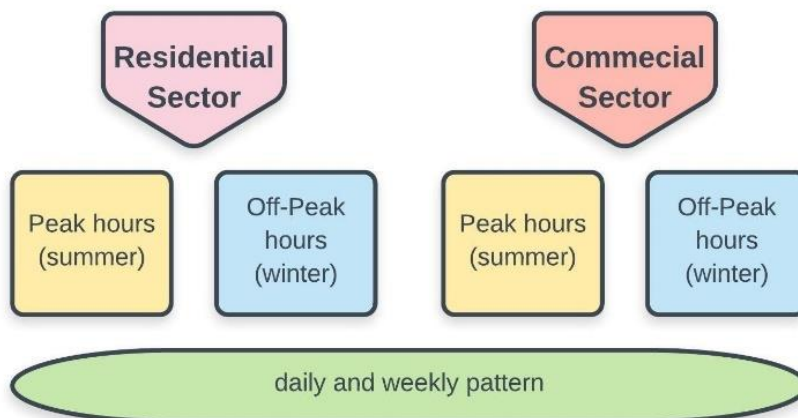 Residential
Sector
Commecial
Sector
Peak hours
(summer)
Off-Peak
hours
(winter)
Peak hours
(summer)
Off-Peak
hours
(winter)
daily and weekly pattern